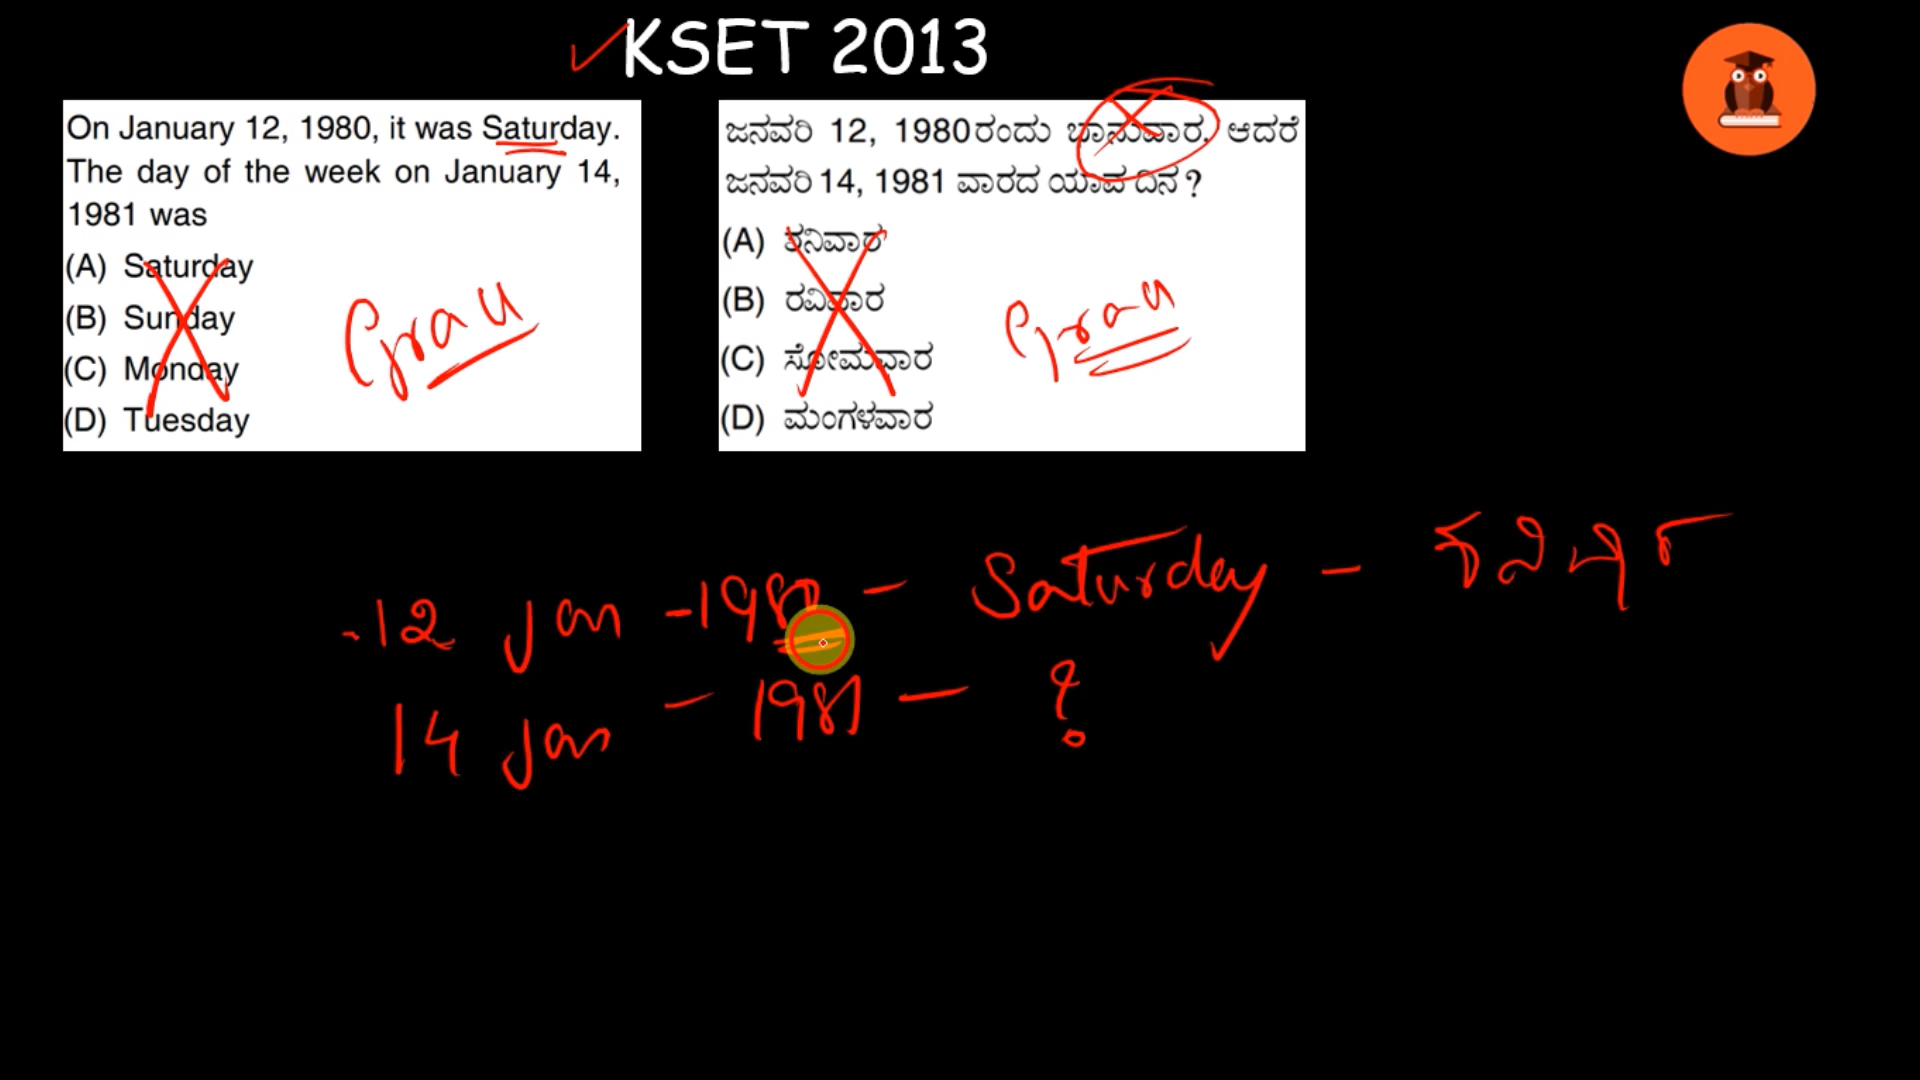 KSET 2013
On January 12, 1980, it was Saturday.
The day of the week on January 14,
1981 was
(A) Saturday
(B) Sunday
(C) Monday
(D) Tuesday
ಜನವರಿ 12, 1980ರಂದು ಭಾನುವಾರ. ಆದರೆ
ಜನವರಿ 14, 1981 ವಾರದ ಯಾವ ದಿನ ?
(A) ಶನಿವಾರ
(B) ರವಿವಾರ
(C) ಸೋಮವಾರ
(D) ಮಂಗಳವಾರ
12 Jan - 1980 - Saturday - ಶನಿವಾರ
14 Jan - 1981 - ?